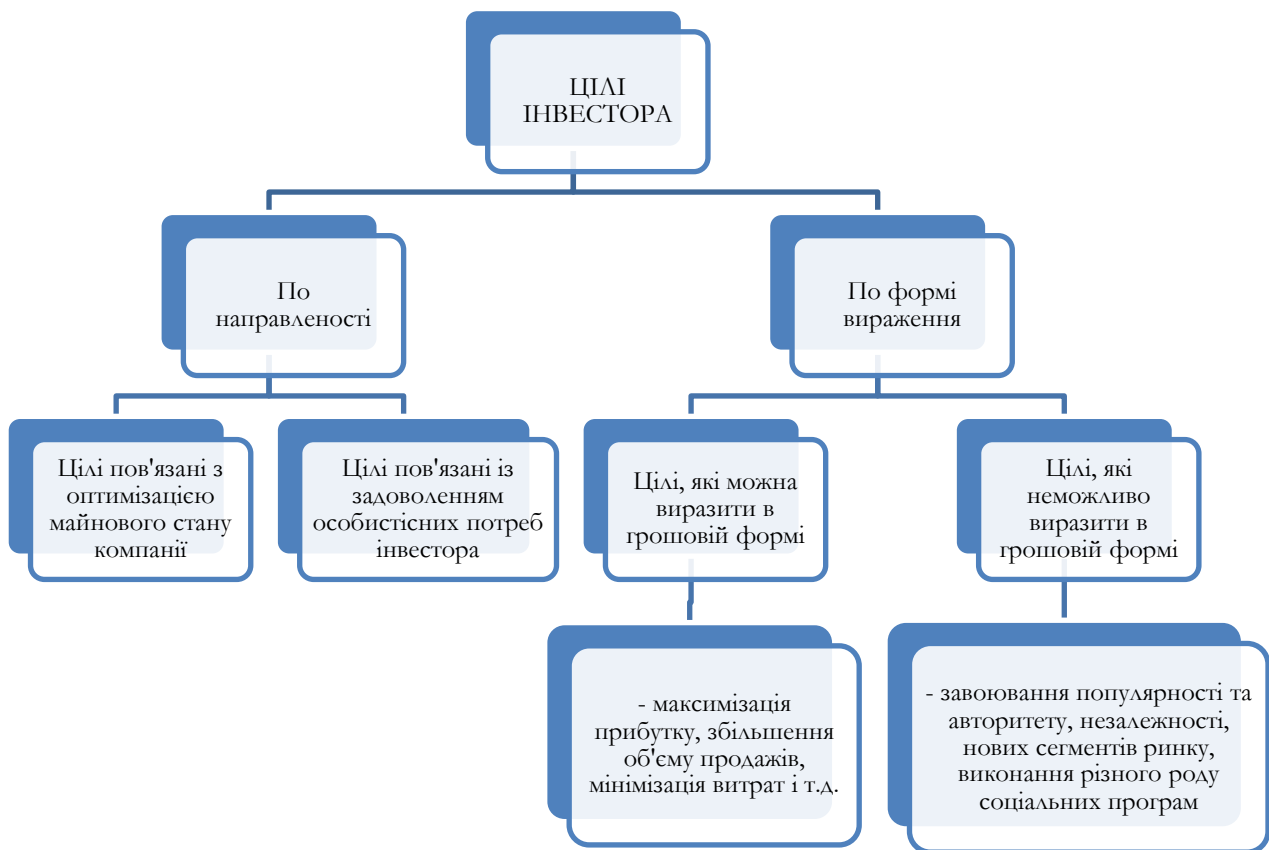 ЦІЛІ
ІНВЕСТОРА
По
направленості
По формі
вираження
Цілі пов'язані з
оптимізацією
майнового стану
компанії
Цілі пов'язані із
задоволенням
особистісних потреб
інвестора
Цілі, які можна
виразити в
грошовій формі
Цілі, які
неможливо
виразити в
грошовій формі
- максимізація
прибутку, збільшення
об'єму продажів,
мінімізація витрат і т.д.
- завоювання популярності та
авторитету, незалежності,
нових сегментів ринку,
виконання різного роду
соціальних програм